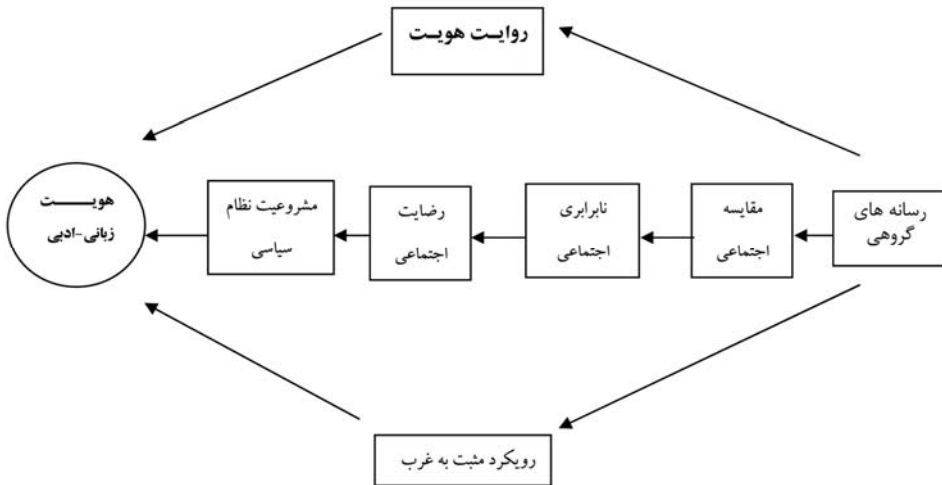 روایت هویت
رسانه های
گروهی
مقایسه
اجتماعی
نابرابری
اجتماعی
رضایت
اجتماعی
مشروعیت نظام
سیاسی
هویت
زبانی-ادبی
رویکرد مثبت به غرب